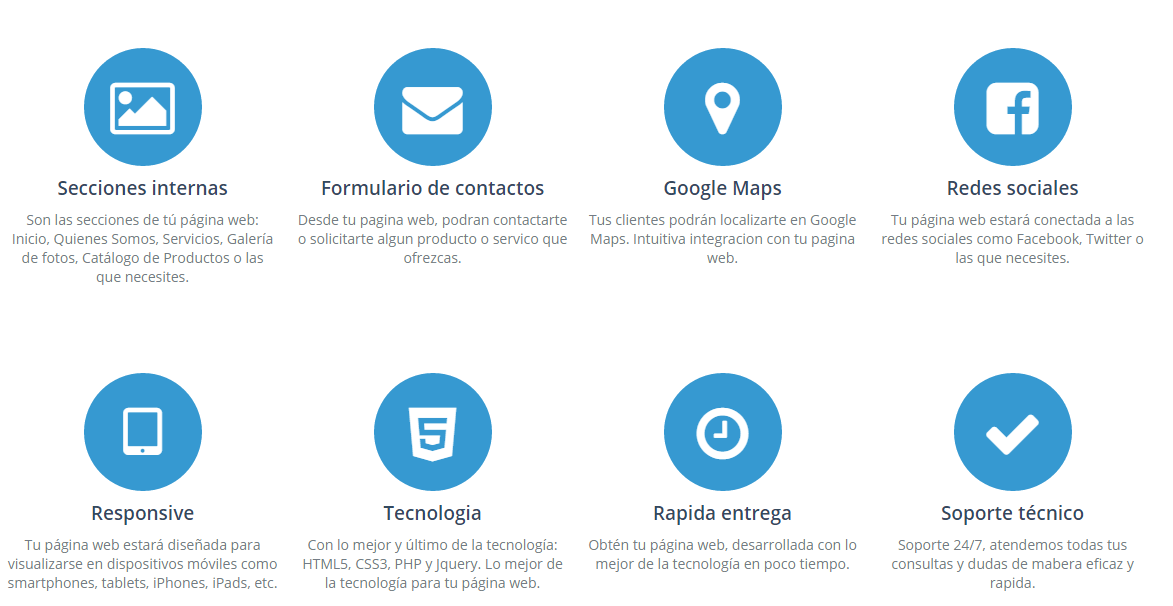 Secciones internas
Son las secciones de tú página web:
Inicio, Quienes Somos, Servicios, Galería
de fotos, Catálogo de Productos o las
que necesites.
Formulario de contactos
Desde tu pagina web, podran contactarte
o solicitarte algun producto o servico que
ofrezcas.
Google Maps
Tus clientes podrán localizarte en Google
Maps. Intuitiva integracion con tu pagina
web.
Redes sociales
Tu página web estará conectada a las
redes sociales como Facebook, Twitter o
las que necesites.
Responsive
Tu página web estará diseñada para
visualizarse en dispositivos móviles como
smartphones, tablets, iPhones, iPads, etc.
Tecnologia
Con lo mejor y último de la tecnología:
HTML5, CSS3, PHP y Jquery. Lo mejor de
la tecnología para tu página web.
Rapida entrega
Obtén tu página web, desarrollada con lo
mejor de la tecnología en poco tiempo.
Soporte técnico
Soporte 24/7, atendemos todas tus
consultas y dudas de mabera eficaz y
rapida.